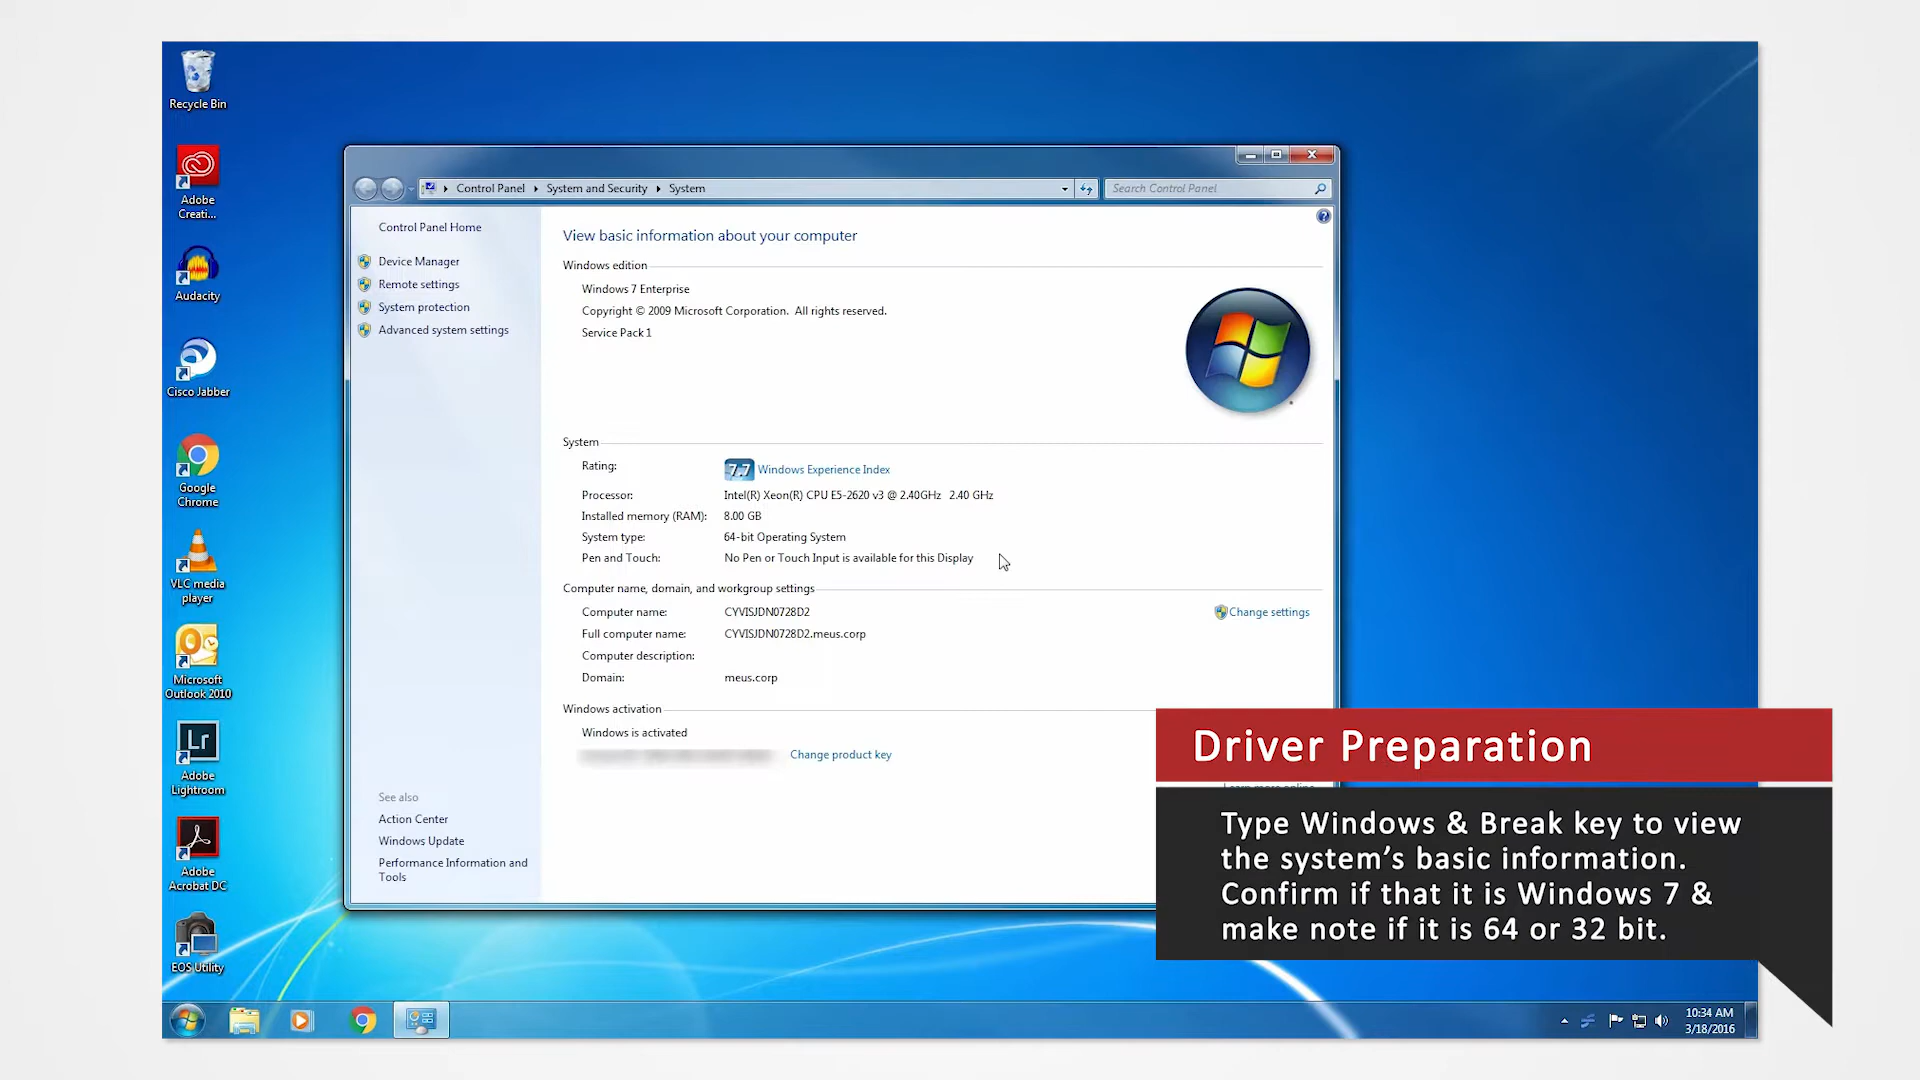 Recycle Bin
Adobe
Creati...
Audacity
Cisco Jabber
Google
Chrome
VLC media
player
Microsoft
Outlook 2010
Lr
Adobe
Lightroom
Adobe
Acrobat DC
EOS Utility
Control Panel
System and Security
System
Search Control Panel
Control Panel Home
Device Manager
Remote settings
System protection
Advanced system settings
See also
Action Center
Windows Update
Performance Information and
Tools
View basic information about your computer
Windows edition
Windows 7 Enterprise
Copyright © 2009 Microsoft Corporation. All rights reserved.
Service Pack 1
System
Rating: 7.7 Windows Experience Index
Processor: Intel(R) Xeon(R) CPU E5-2620 v3 @ 2.40GHz 2.40 GHz
Installed memory (RAM): 8.00 GB
System type: 64-bit Operating System
Pen and Touch: No Pen or Touch Input is available for this Display
Computer name, domain, and workgroup settings
Computer name: CYVISJDN0728D2 Change settings
Full computer name: CYVISJDN0728D2.meus.corp
Computer description:
Domain: meus.corp
Windows activation
Windows is activated
Change product key
Driver Preparation
Type Windows & Break key to view
the system’s basic information.
Confirm if that it is Windows 7 &
make note if it is 64 or 32 bit.
10:34 AM
3/18/2016